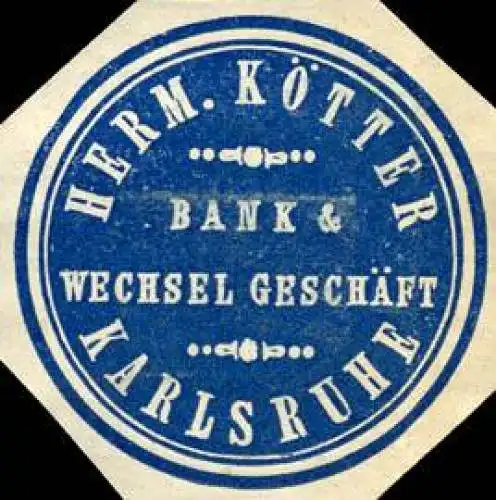 HERM. KÖTTER
BANK &
WECHSEL GESCHÄFT
KARLSRUHE